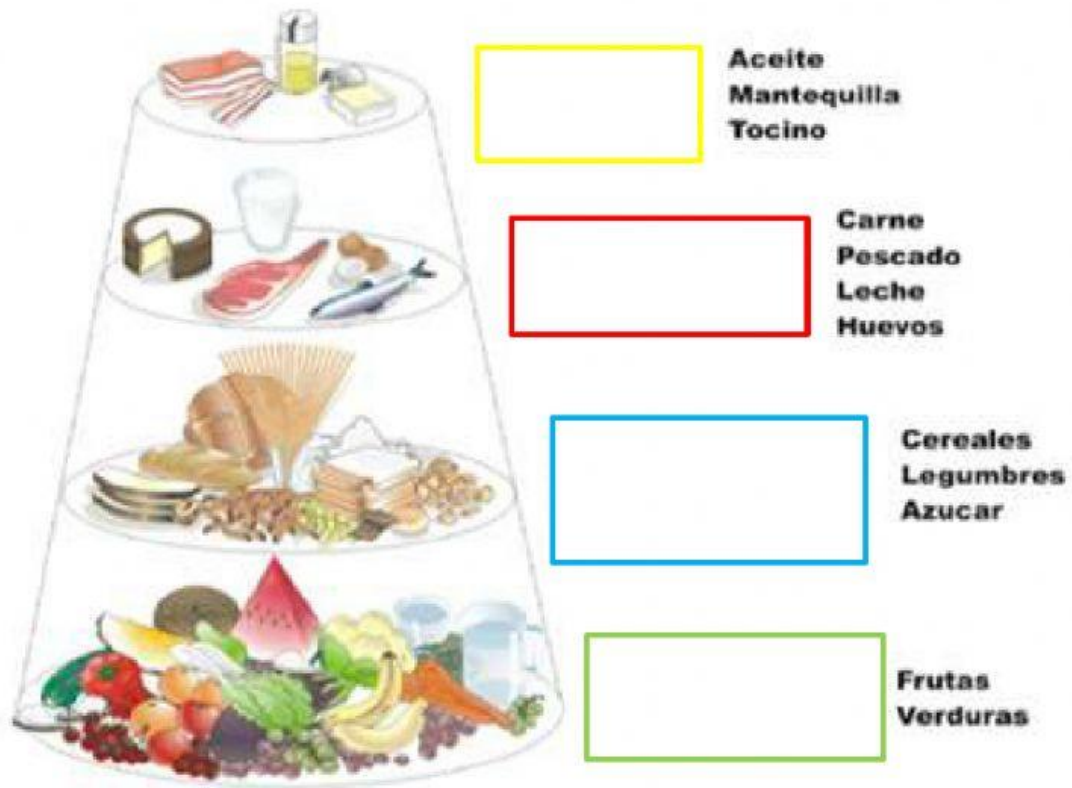 Aceite
Mantequilla
Tocino
Carne
Pescado
Leche
Huevos
Cereales
Legumbres
Azucar
Frutas
Verduras